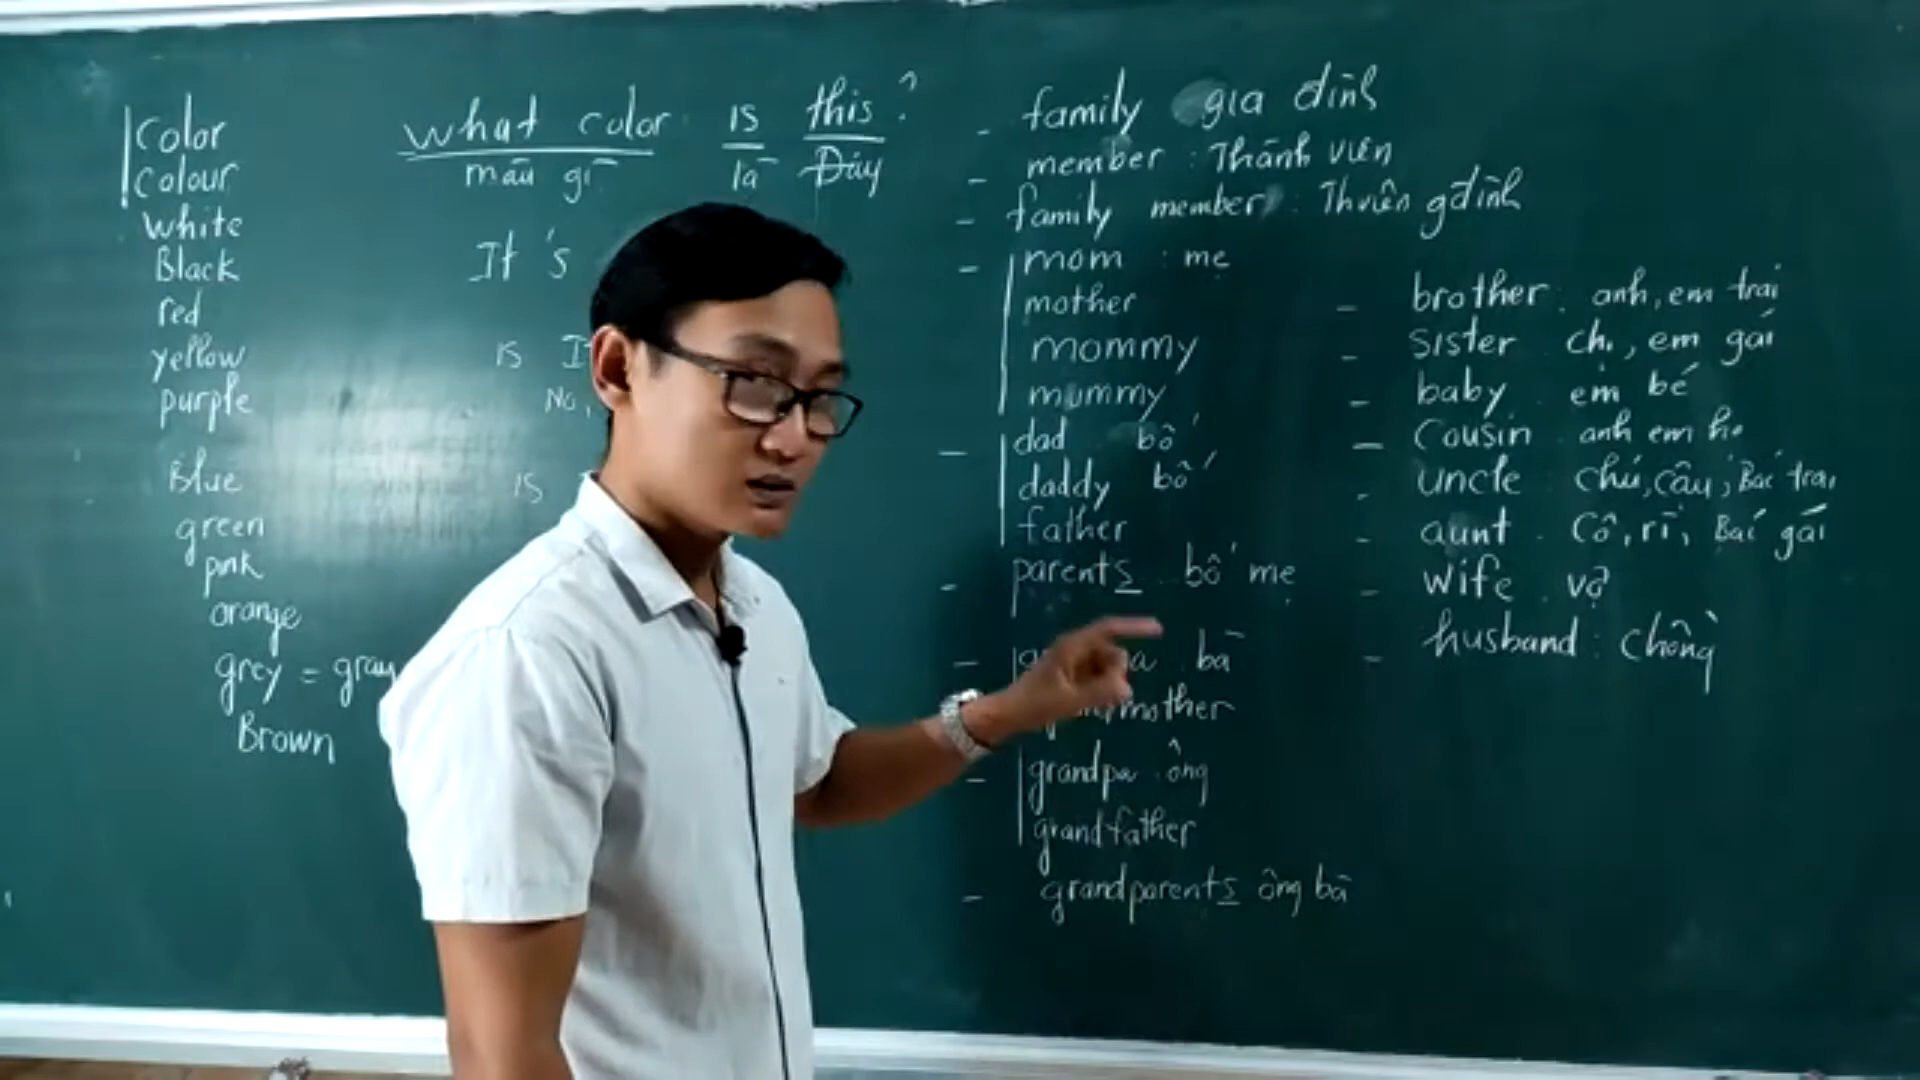 color
colour
white
Black
red
yellow
purple
Blue
green
pink
orange
grey = gray
Brown
what color is this?
màu gì là Đây
It's
is
No,
is
- family gia đình
- member : Thành viên
- family member : Thviên gđình
- mom : mẹ
mother
mommy
mummy
- dad bố
daddy bố
father
- parents bố mẹ
- bà
mother
- grandpa ông
grandfather
- grandparents ông bà
- brother : anh, em trai
- sister chị, em gái
- baby em bé
- Cousin anh em họ
- uncle chú, cậu, Bác trai
- aunt Cô, rì, Bác gái
- wife vợ
- husband : chồng